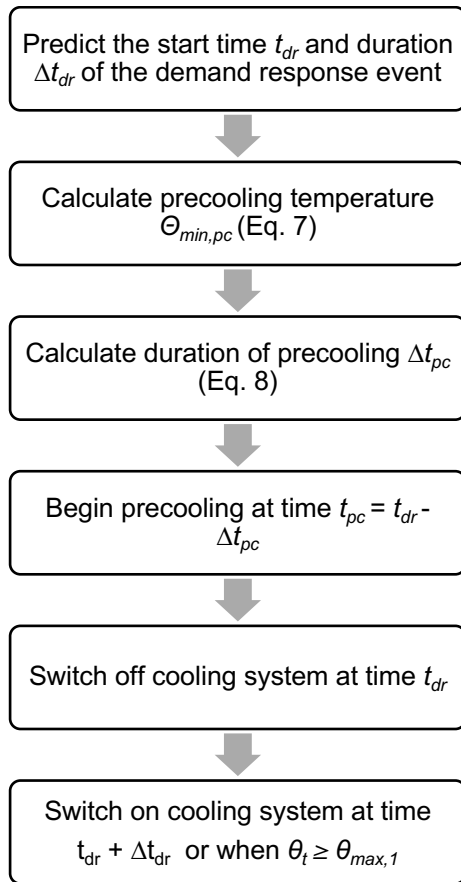 Predict the start time t_dr and duration
Δt_dr of the demand response event
Calculate precooling temperature
Θ_min,pc (Eq. 7)
Calculate duration of precooling Δt_pc
(Eq. 8)
Begin precooling at time t_pc = t_dr -
Δt_pc
Switch off cooling system at time t_dr
Switch on cooling system at time
t_dr + Δt_dr or when θ_t ≥ θ_max,1